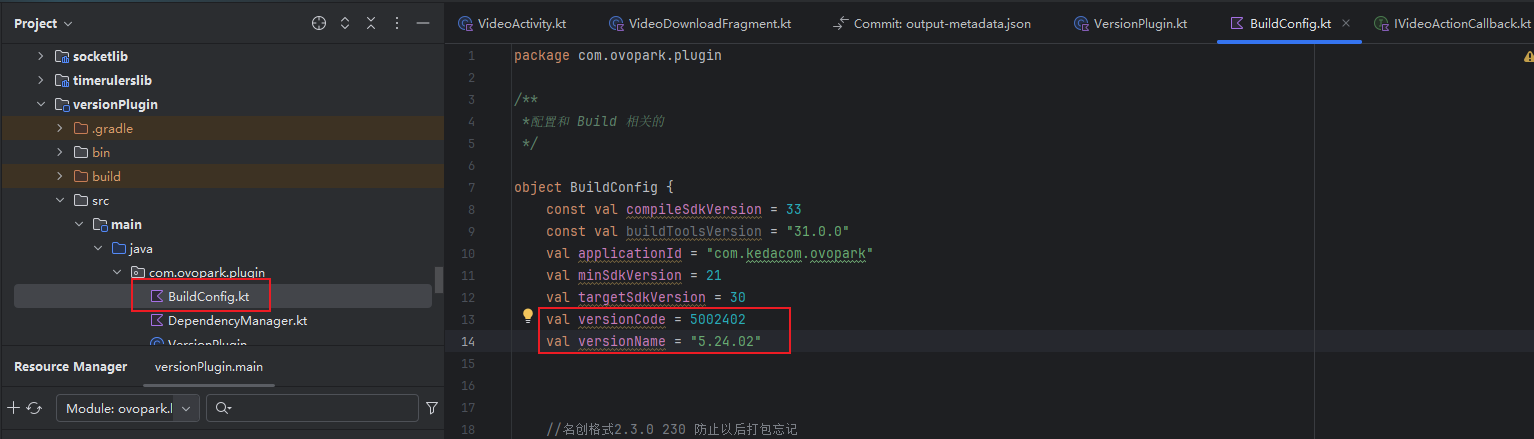 Project
VideoActivity.kt
VideoDownloadFragment.kt
Commit: output-metadata.json
VersionPlugin.kt
BuildConfig.kt
IVideoActionCallback.kt
socketlib
timerulerslib
versionPlugin
.gradle
bin
build
src
main
java
com.ovopark.plugin
BuildConfig.kt
DependencyManager.kt
VersionPlugin
Resource Manager
versionPlugin.main
Module: ovopark.
1 package com.ovopark.plugin
2
3 /**
4 *配置和 Build 相关的
5 */
6
7 object BuildConfig {
8 const val compileSdkVersion = 33
9 const val buildToolsVersion = "31.0.0"
10 val applicationId = "com.kedacom.ovopark"
11 val minSdkVersion = 21
12 val targetSdkVersion = 30
13 val versionCode = 5002402
14 val versionName = "5.24.02"
15
16
17
18 //名创格式2.3.0 230 防止以后打包忘记